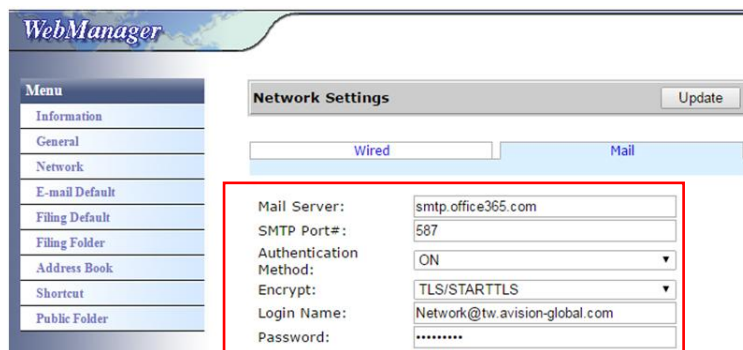 WebManager
Menu
Information
General
Network
E-mail Default
Filing Default
Filing Folder
Address Book
Shortcut
Public Folder
Network Settings
Update
Wired
Mail
Mail Server: smtp.office365.com
SMTP Port#: 587
Authentication
Method: ON
Encrypt: TLS/STARTTLS
Login Name: Network@tw.avision-global.com
Password: •••••••••